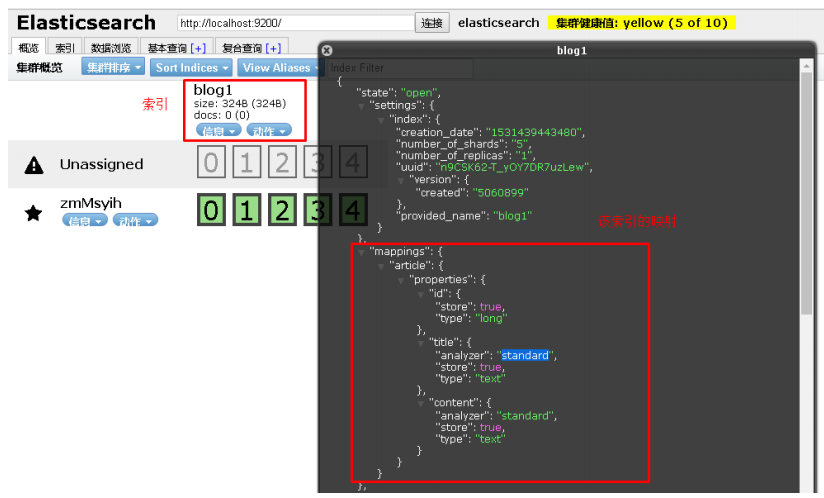 Elasticsearch http://localhost:9200/ 连接 elasticsearch 集群健康值: yellow (5 of 10)
概览 索引 数据浏览 基本查询 [+] 复合查询 [+]
集群概览 集群排序 Sort Indices View Aliases Index Filter
索引
blog1
size: 324B (324B)
docs: 0 (0)
信息 动作
Unassigned 0 1 2 3 4
zmMsyih
信息 动作
0 1 2 3 4
blog1
{
"state": "open",
"settings": {
"index": {
"creation_date": "1531439443480",
"number_of_shards": "5",
"number_of_replicas": "1",
"uuid": "n9CSK62-T_yOY7DR7uzLew",
"version": {
"created": "5060899"
},
"provided_name": "blog1"
}
},
该索引的映射
"mappings": {
"article": {
"properties": {
"id": {
"store": true,
"type": "long"
},
"title": {
"analyzer": "standard",
"store": true,
"type": "text"
},
"content": {
"analyzer": "standard",
"store": true,
"type": "text"
}
}
}
},